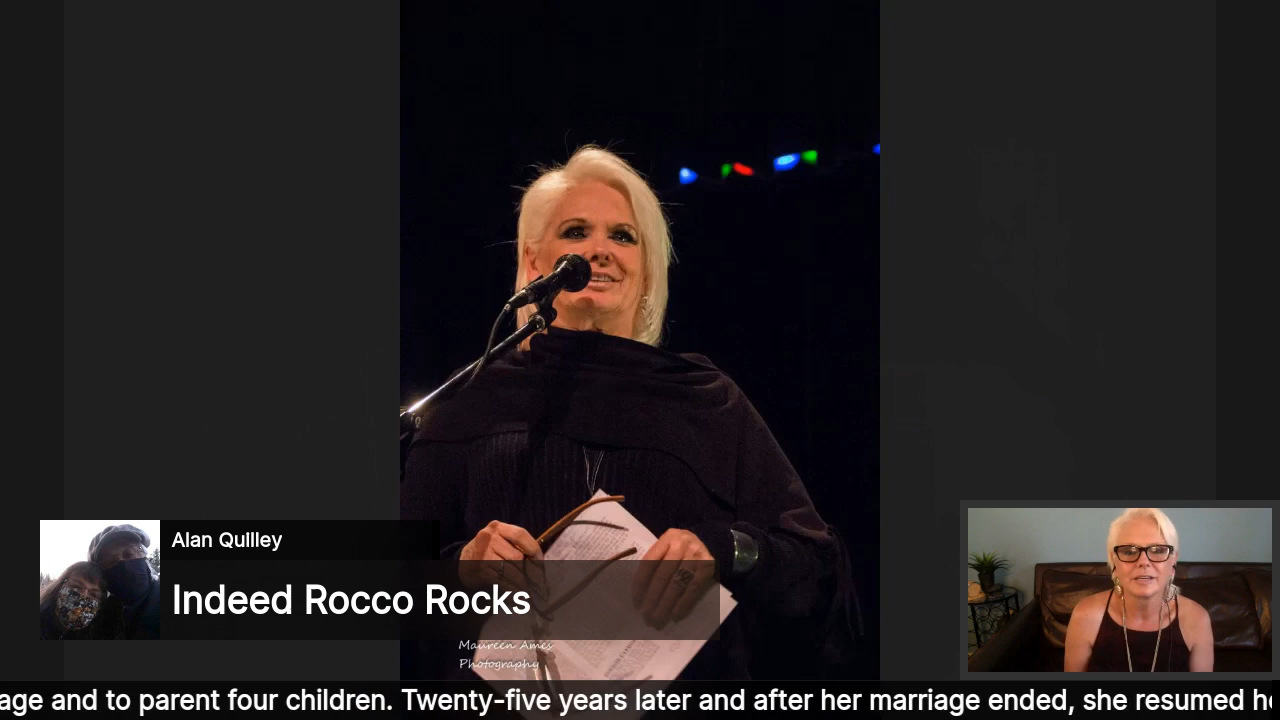 Alan Quilley
Indeed Rocco Rocks
Maureen Ames
Photography
age and to parent four children. Twenty-five years later and after her marriage ended, she resumed he